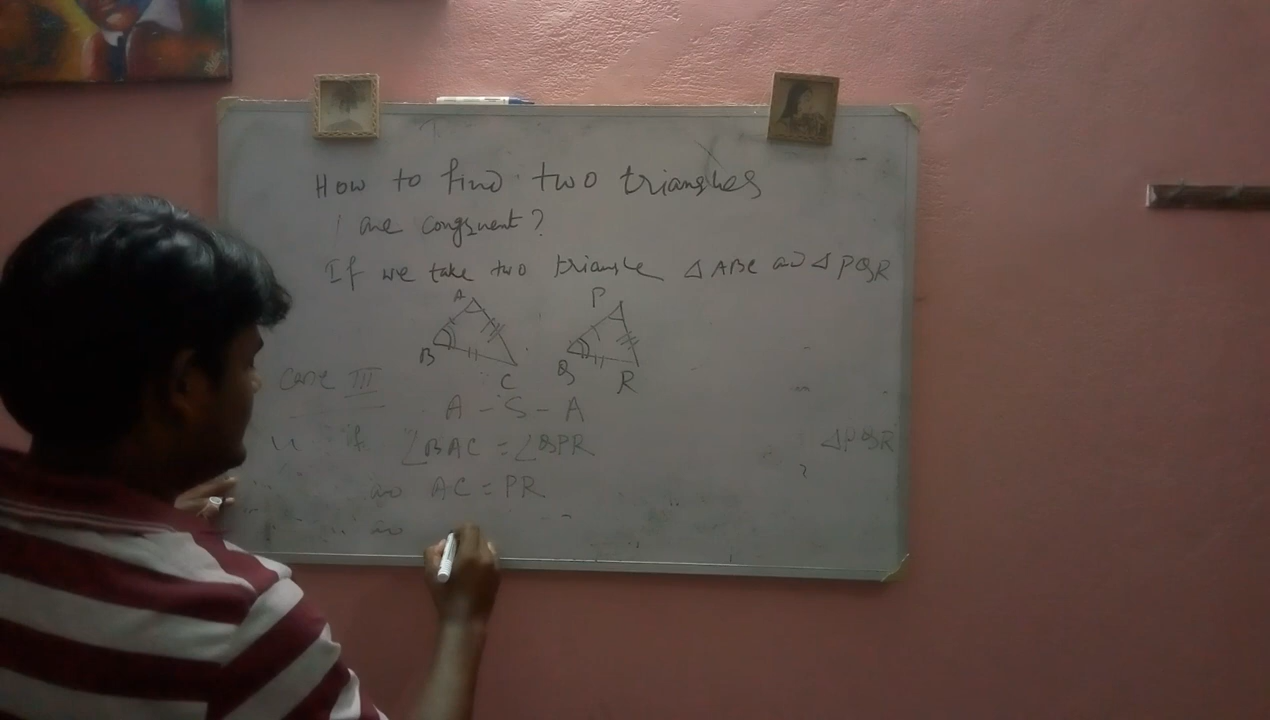 How to find two triangles
are congruent?
If we take two triangle △ ABC and △ PQR
A P
B C Q R
Case III
A - S - A
if ∠BAC = ∠QPR △PQR
and AC = PR
and